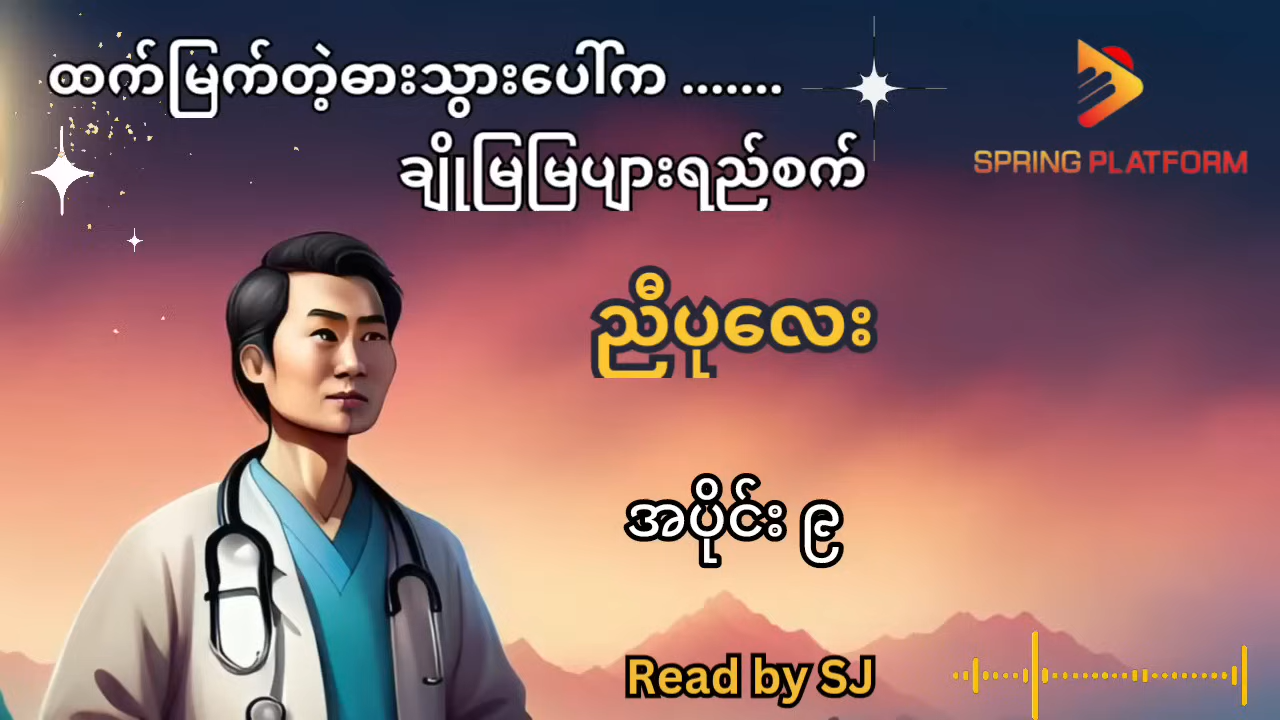 ထက်မြက်တဲ့ဓားသွားပေါ်က .......
ချိုမြမြပျားရည်စက်
SPRING PLATFORM
ညီပုလေး
အပိုင်း ၉
Read by SJ